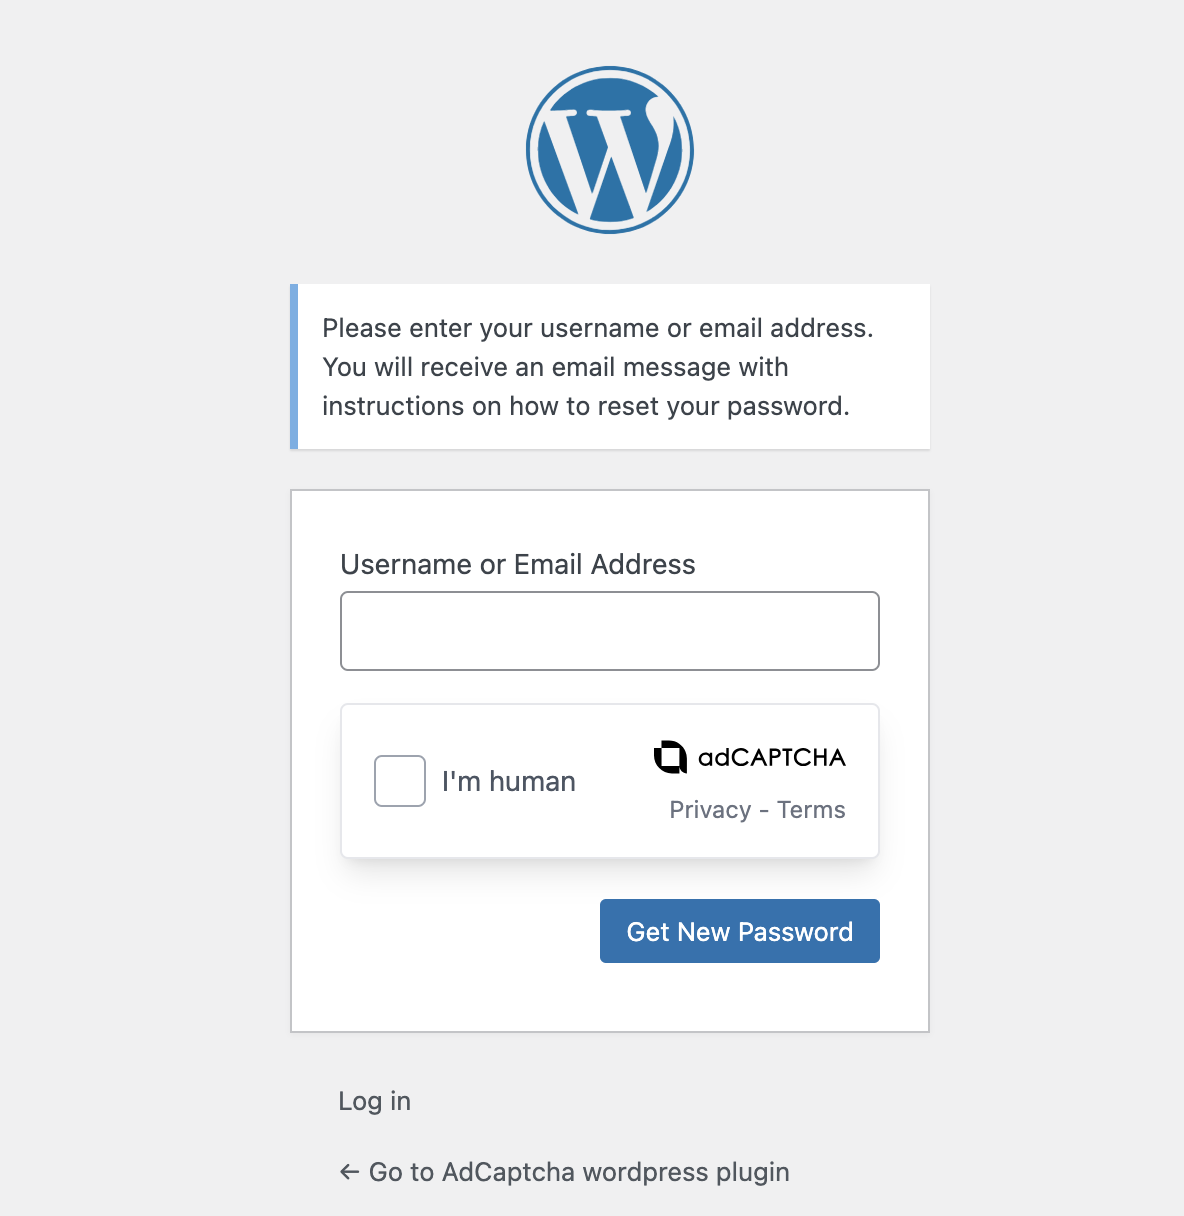 Please enter your username or email address.
You will receive an email message with
instructions on how to reset your password.
Username or Email Address
I'm human
adCAPTCHA
Privacy - Terms
Get New Password
Log in
← Go to AdCaptcha wordpress plugin